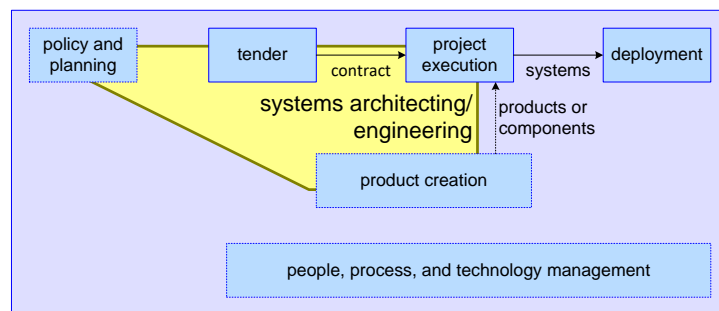 policy and
planning
tender
contract
project
execution
systems
deployment
systems architecting/
engineering
products or
components
product creation
people, process, and technology management